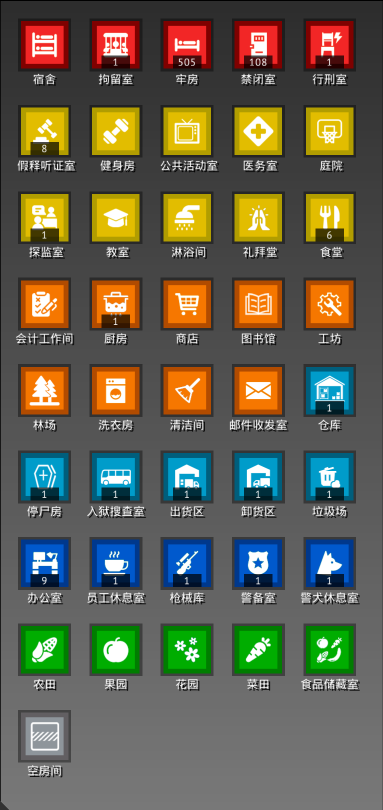 1 505 108 1
宿舍 拘留室 牢房 禁闭室 行刑室
8
假释听证室 健身房 公共活动室 医务室 庭院
1 6
探监室 教室 淋浴间 礼拜堂 食堂
1
会计工作间 厨房 商店 图书馆 工坊
1
林场 洗衣房 清洁间 邮件收发室 仓库
1 1 1 1 1
停尸房 入狱搜查室 出货区 卸货区 垃圾场
9 1 1 1 1
办公室 员工休息室 枪械库 警备室 警犬休息室
农田 果园 花园 菜田 食品储藏室
空房间